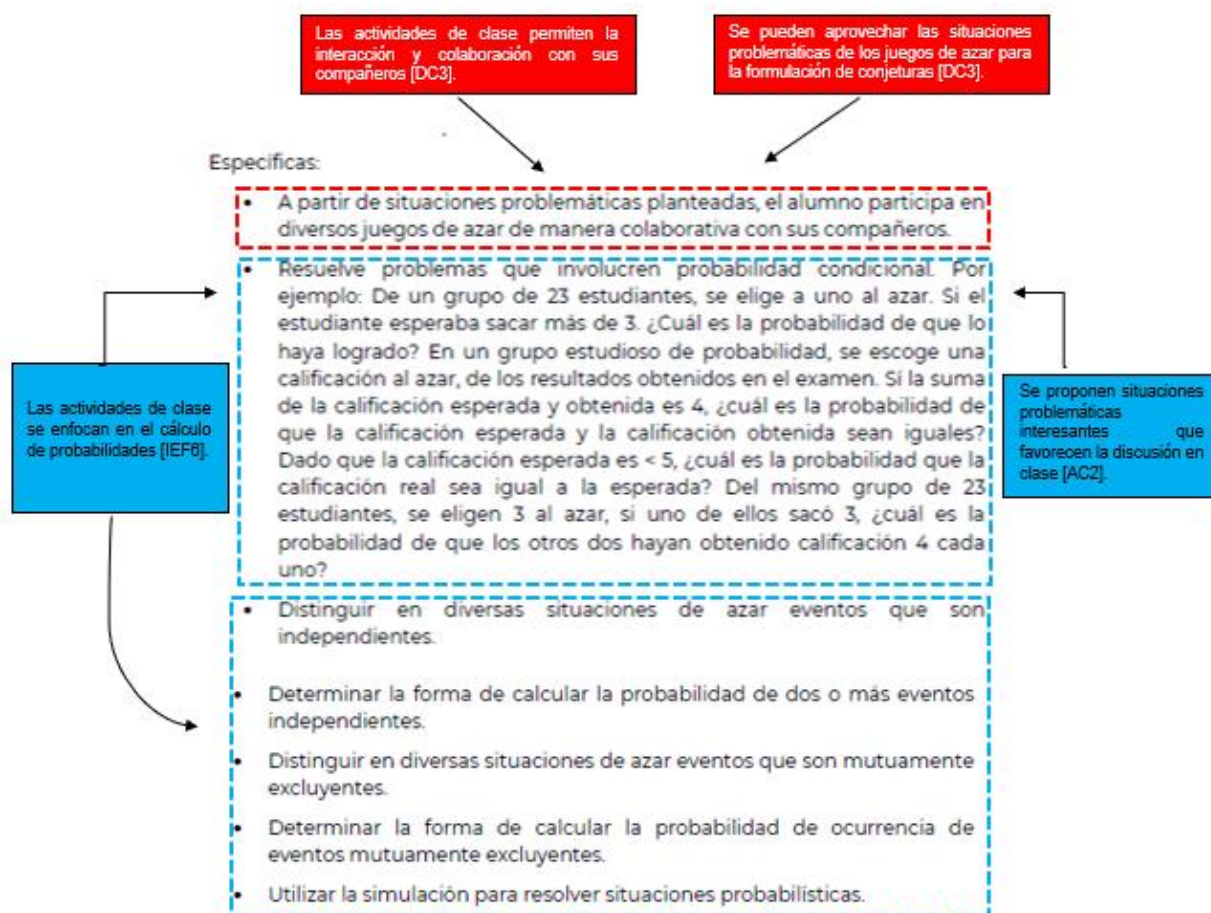 Las actividades de clase permiten la
interacción y colaboración con sus
compañeros [DC3].
Se pueden aprovechar las situaciones
problemáticas de los juegos de azar para
la formulación de conjeturas [DC3].
Específicas:
• A partir de situaciones problemáticas planteadas, el alumno participa en
diversos juegos de azar de manera colaborativa con sus compañeros.
• Resuelve problemas que involucren probabilidad condicional. Por
ejemplo: De un grupo de 23 estudiantes, se elige a uno al azar. Si el
estudiante esperaba sacar más de 3. ¿Cuál es la probabilidad de que lo
haya logrado? En un grupo estudioso de probabilidad, se escoge una
calificación al azar, de los resultados obtenidos en el examen. Sí la suma
de la calificación esperada y obtenida es 4, ¿cuál es la probabilidad de
que la calificación esperada y la calificación obtenida sean iguales?
Dado que la calificación esperada es < 5, ¿cuál es la probabilidad que la
calificación real sea igual a la esperada? Del mismo grupo de 23
estudiantes, se eligen 3 al azar, si uno de ellos sacó 3, ¿cuál es la
probabilidad de que los otros dos hayan obtenido calificación 4 cada
uno?
Las actividades de clase
se enfocan en el cálculo
de probabilidades [IEF6].
Se proponen situaciones
problemáticas
interesantes que
favorecen la discusión en
clase [AC2].
• Distinguir en diversas situaciones de azar eventos que son
independientes.
• Determinar la forma de calcular la probabilidad de dos o más eventos
independientes.
• Distinguir en diversas situaciones de azar eventos que son mutuamente
excluyentes.
• Determinar la forma de calcular la probabilidad de ocurrencia de
eventos mutuamente excluyentes.
• Utilizar la simulación para resolver situaciones probabilísticas.